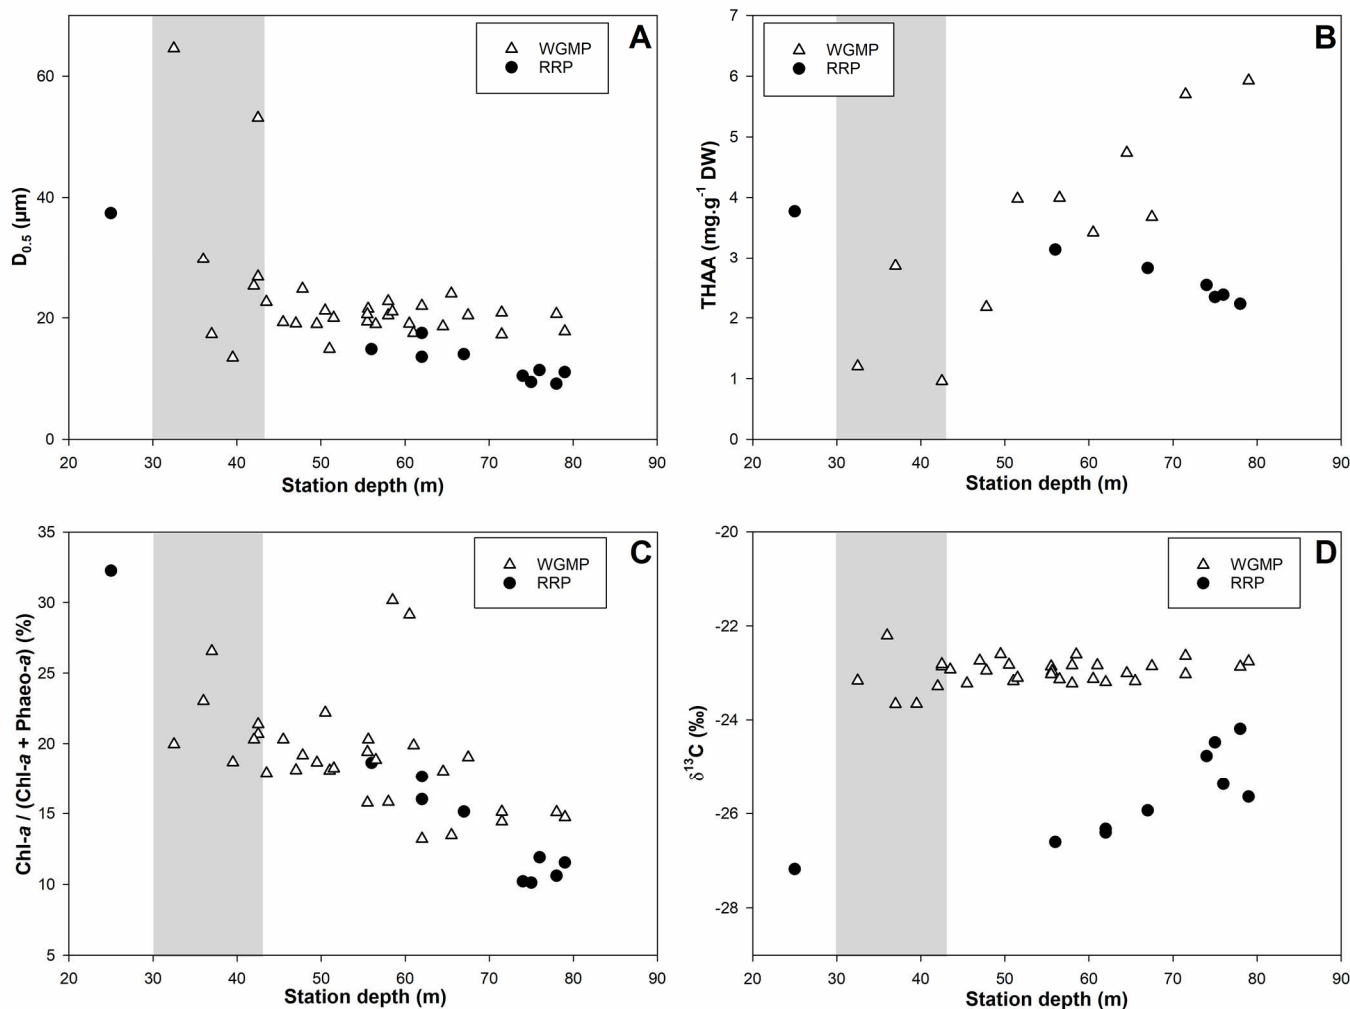 A
WGMP
RRP
60
40
20
0
D0.5 (µm)
20 30 40 50 60 70 80 90
Station depth (m)
B
WGMP
RRP
7
6
5
4
3
2
1
0
THAA (mg.g-1 DW)
20 30 40 50 60 70 80 90
Station depth (m)
C
WGMP
RRP
35
30
25
20
15
10
5
Chl-a / (Chl-a + Phaeo-a) (%)
20 30 40 50 60 70 80 90
Station depth (m)
D
WGMP
RRP
-20
-22
-24
-26
-28
δ13C (‰)
20 30 40 50 60 70 80 90
Station depth (m)